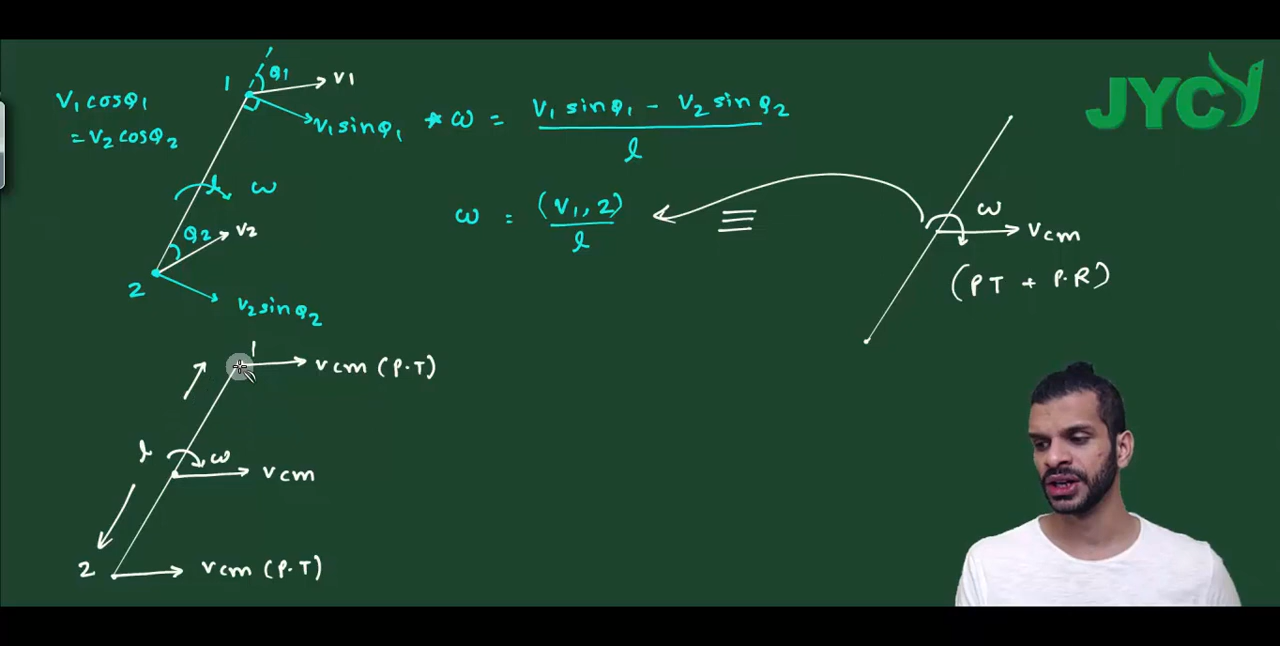 JYC
1
θ1
v1
v1 cosθ1
= v2 cosθ2
v1 sinθ1
* ω = v1 sinθ1 − v2 sinθ2
l
l
ω
θ2
v2
2
v2 sinθ2
ω = (v1,2)
l
≡
ω
vcm
(PT + P.R)
1
vcm (P.T)
l
ω
vcm
2
vcm (P.T)